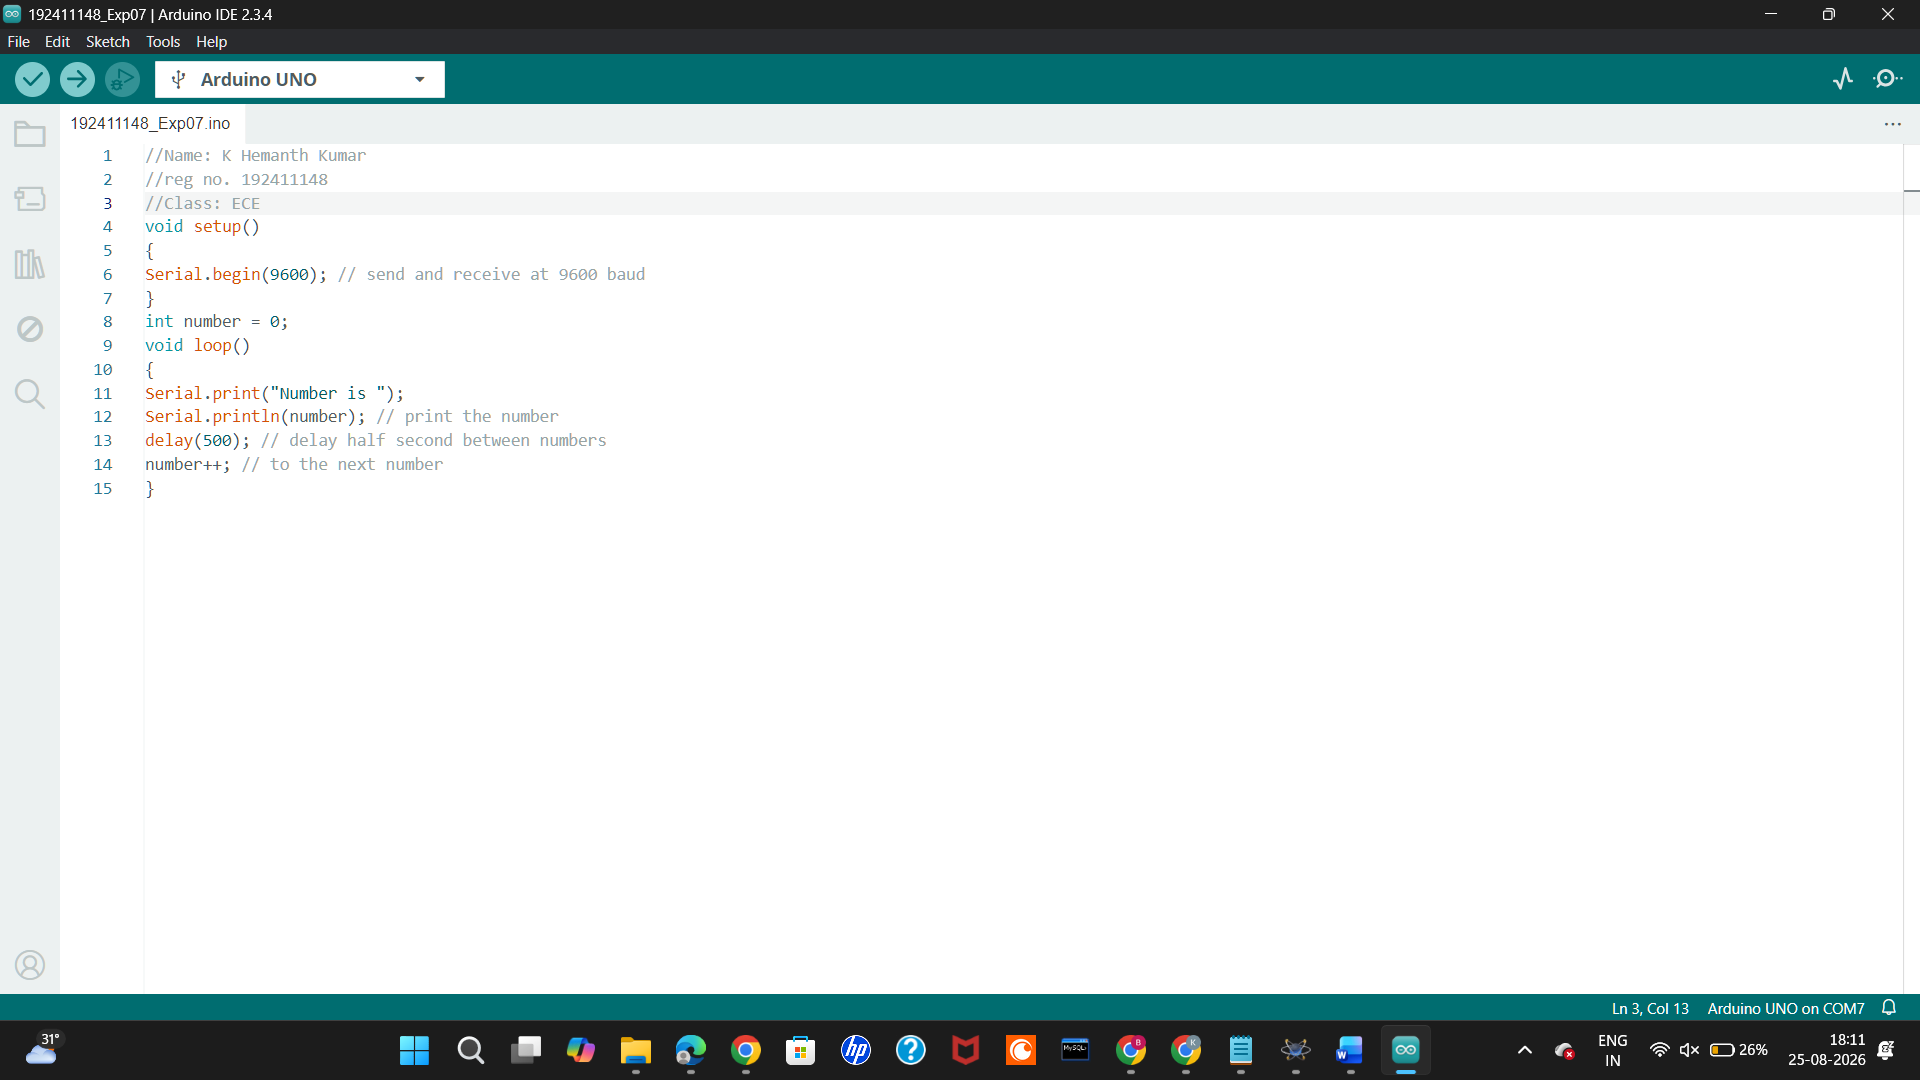 192411148_Exp07 | Arduino IDE 2.3.4
File Edit Sketch Tools Help
Arduino UNO
192411148_Exp07.ino
1 //Name: K Hemanth Kumar
2 //reg no. 192411148
3 //Class: ECE
4 void setup()
5 {
6 Serial.begin(9600); // send and receive at 9600 baud
7 }
8 int number = 0;
9 void loop()
10 {
11 Serial.print("Number is ");
12 Serial.println(number); // print the number
13 delay(500); // delay half second between numbers
14 number++; // to the next number
15 }
Ln 3, Col 13 Arduino UNO on COM7
31°
hp
MySQL
B
K
W
ENG
IN
26%
18:11
25-08-2026